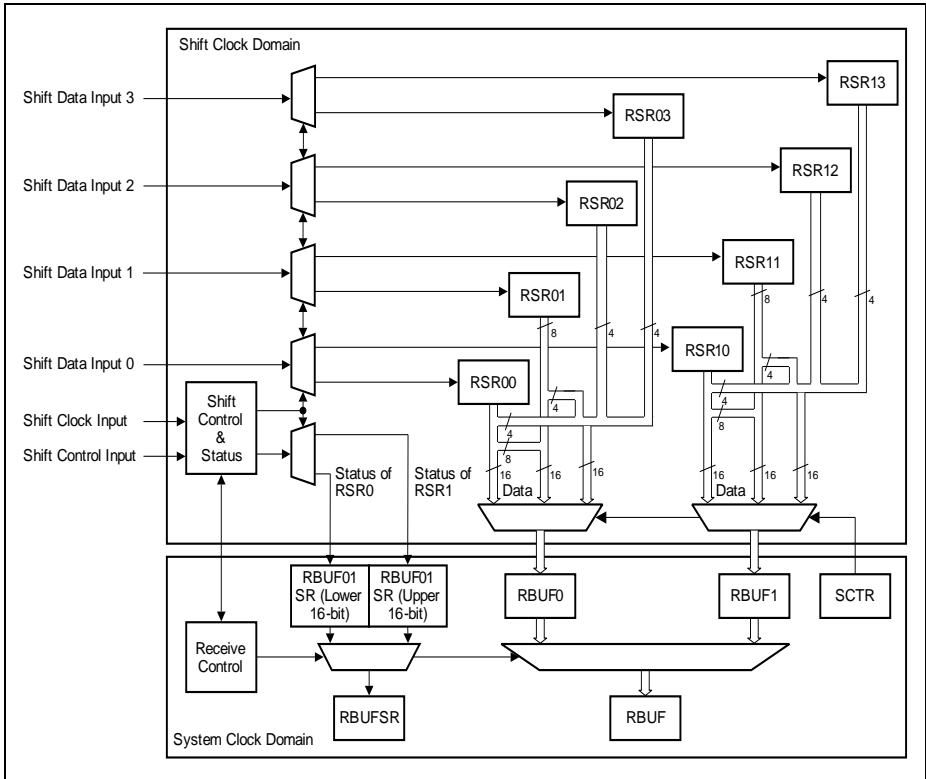 Shift Clock Domain
Shift Data Input 3
RSR13
RSR03
Shift Data Input 2
RSR12
RSR02
Shift Data Input 1
RSR11
RSR01
8
4
4
8
4
4
Shift Data Input 0
RSR10
RSR00
4
4
4
4
8
8
Shift Clock Input
Shift Control Input
Shift
Control
&
Status
Status of
RSR0
Status of
RSR1
16
16
16
16
16
16
Data
Data
RBUF01
SR (Lower
16-bit)
RBUF01
SR (Upper
16-bit)
RBUF0
RBUF1
SCTR
Receive
Control
RBUFSR
RBUF
System Clock Domain